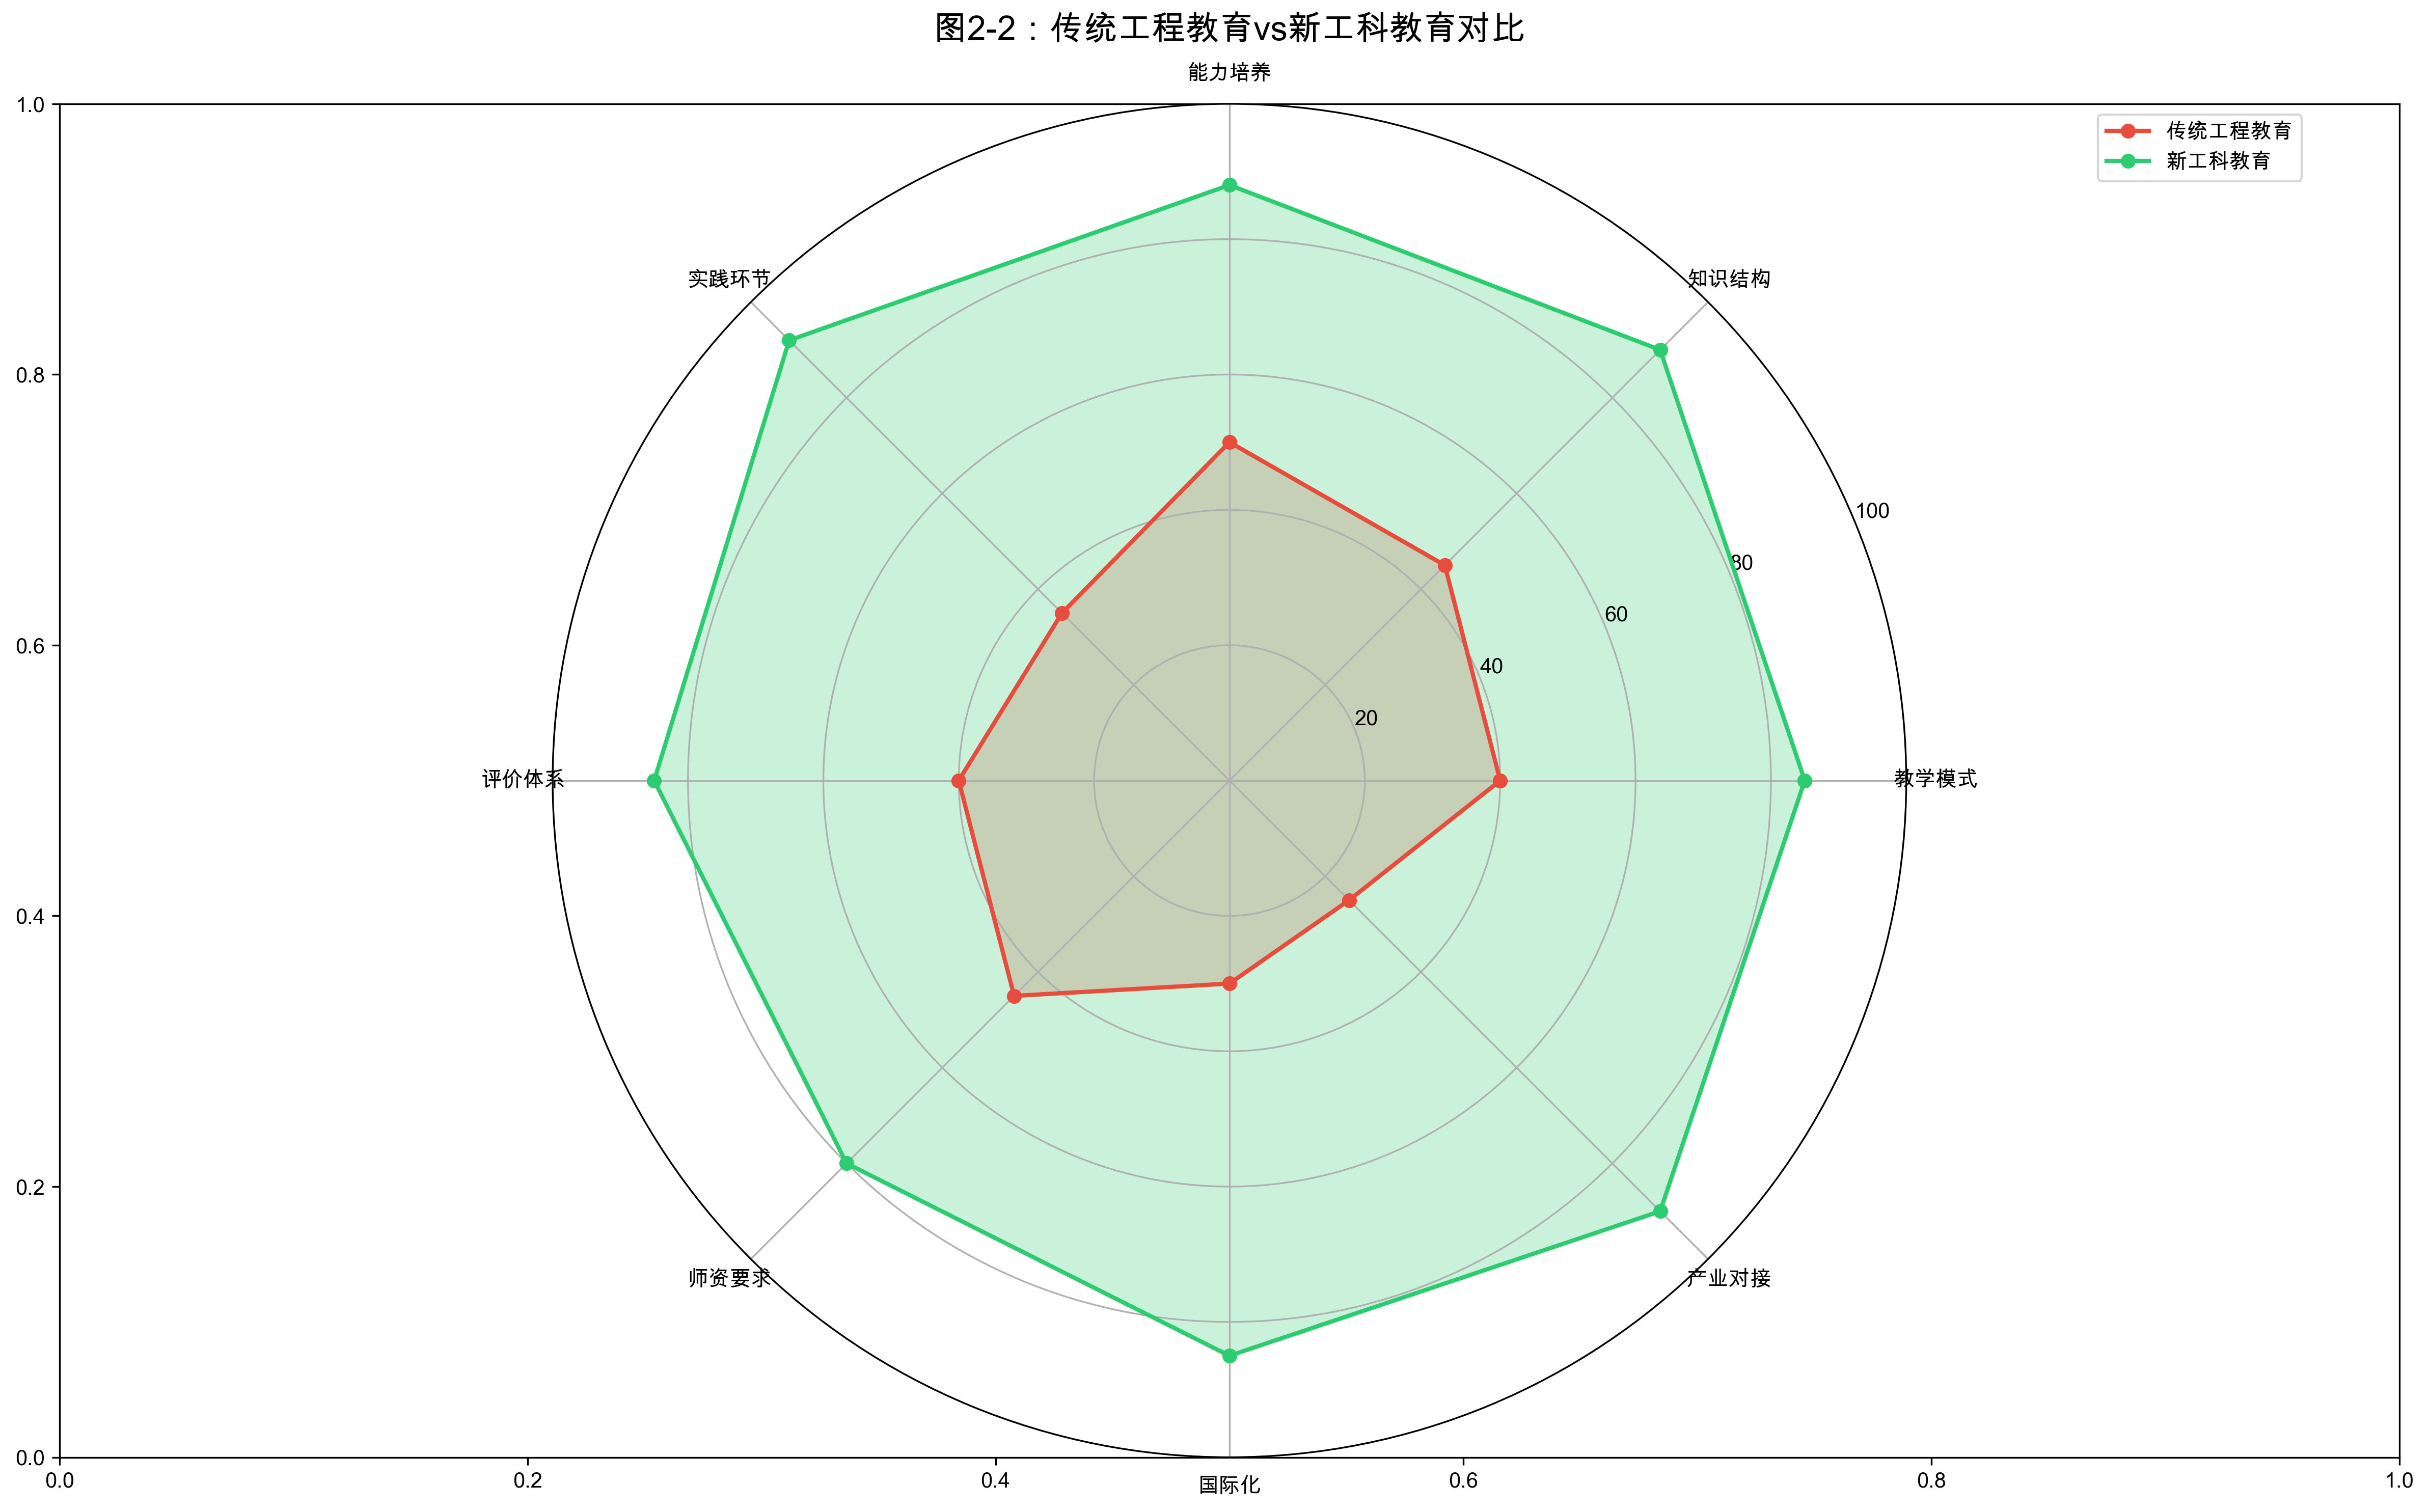 图2-2：传统工程教育vs新工科教育对比
能力培养
1.0
传统工程教育
新工科教育
实践环节
知识结构
0.8
100
80
60
0.6
40
20
评价体系
教学模式
0.4
0.2
师资要求
产业对接
0.0
0.0
0.2
0.4
国际化
0.6
0.8
1.0